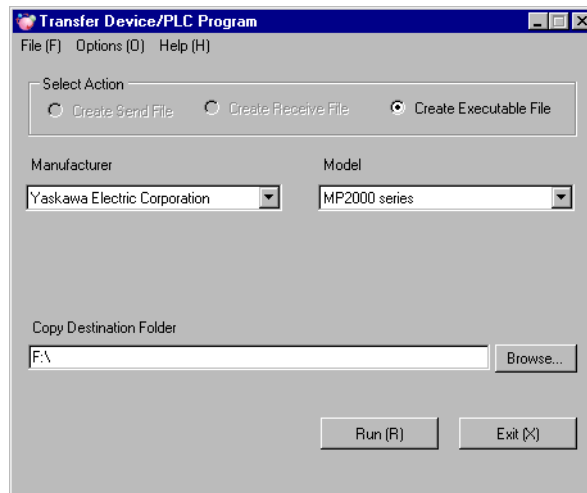 Transfer Device/PLC Program
File (F) Options (O) Help (H)
Select Action
Create Send File Create Receive File Create Executable File
Manufacturer Model
Yaskawa Electric Corporation MP2000 series
Copy Destination Folder
F:\ Browse...
Run (R) Exit (X)